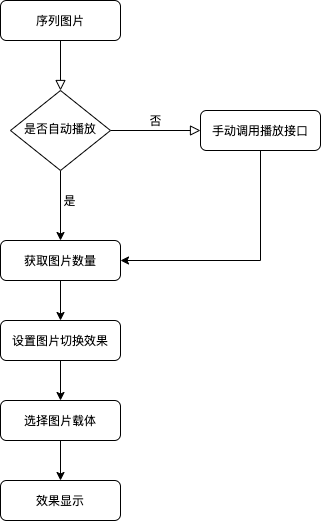 序列图片
是否自动播放
否
手动调用播放接口
是
获取图片数量
设置图片切换效果
选择图片载体
效果显示